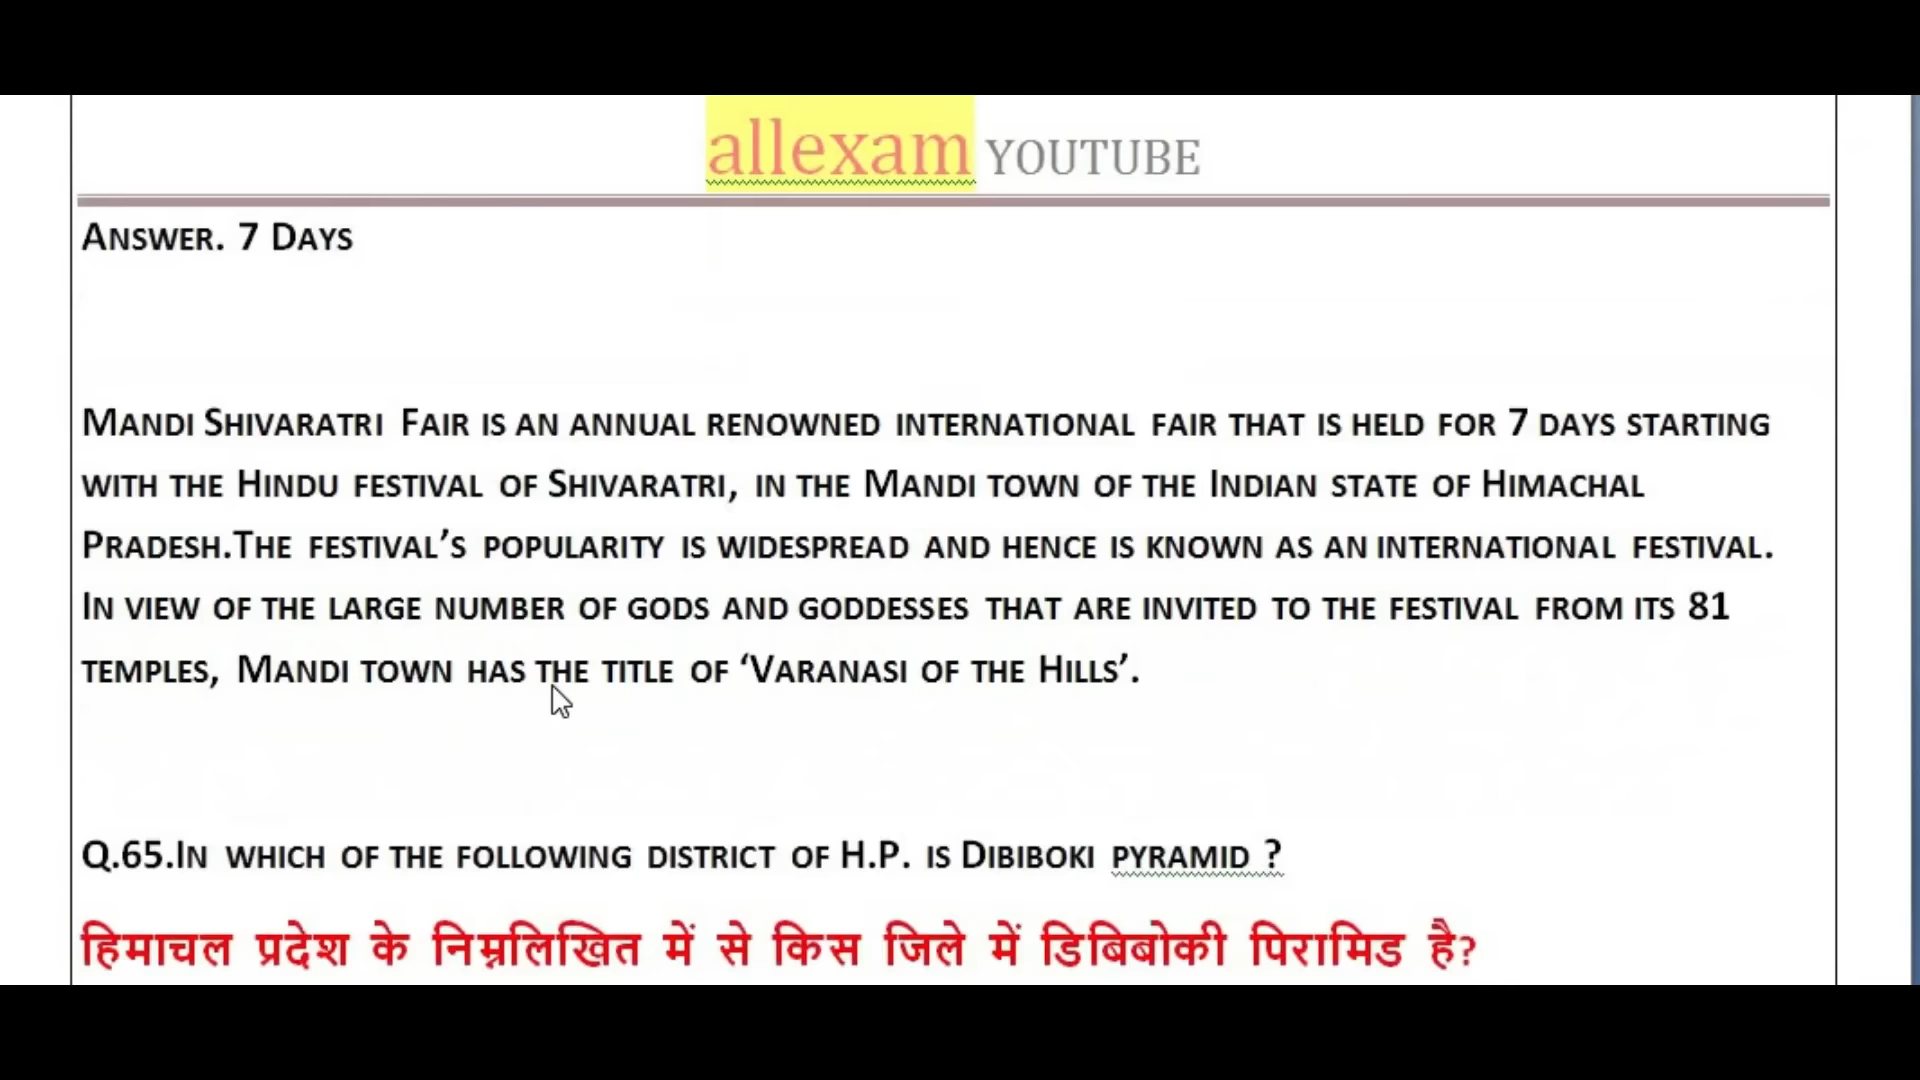 allexam YOUTUBE
ANSWER. 7 DAYS
MANDI SHIVARATRI FAIR IS AN ANNUAL RENOWNED INTERNATIONAL FAIR THAT IS HELD FOR 7 DAYS STARTING
WITH THE HINDU FESTIVAL OF SHIVARATRI, IN THE MANDI TOWN OF THE INDIAN STATE OF HIMACHAL
PRADESH.THE FESTIVAL’S POPULARITY IS WIDESPREAD AND HENCE IS KNOWN AS AN INTERNATIONAL FESTIVAL.
IN VIEW OF THE LARGE NUMBER OF GODS AND GODDESSES THAT ARE INVITED TO THE FESTIVAL FROM ITS 81
TEMPLES, MANDI TOWN HAS THE TITLE OF ‘VARANASI OF THE HILLS’.
Q.65.IN WHICH OF THE FOLLOWING DISTRICT OF H.P. IS DIBIBOKI PYRAMID ?
हिमाचल प्रदेश के निम्नलिखित में से किस जिले में डिबिबोकी पिरामिड है?